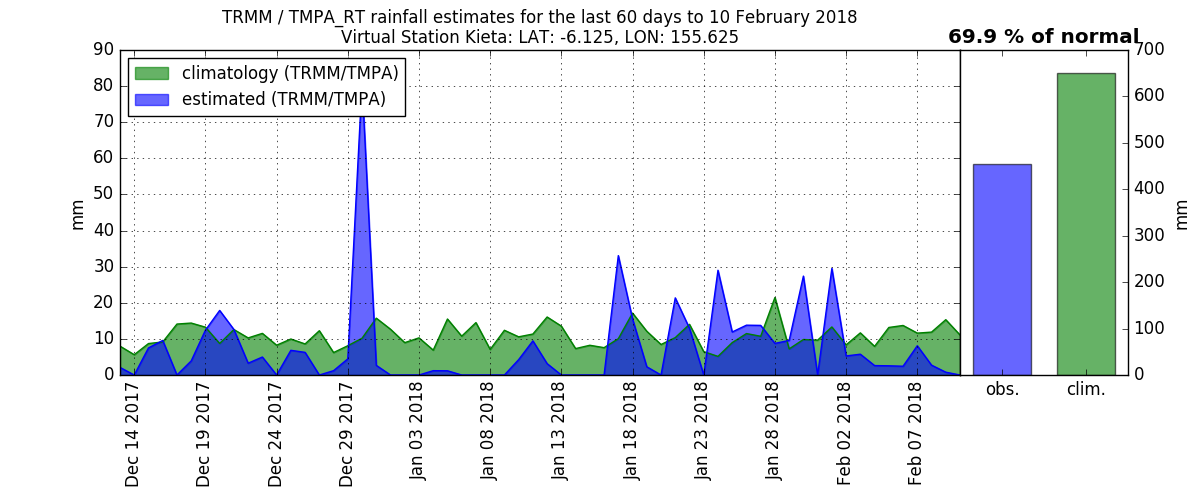 TRMM / TMPA_RT rainfall estimates for the last 60 days to 10 February 2018
Virtual Station Kieta: LAT: -6.125, LON: 155.625
69.9 % of normal
climatology (TRMM/TMPA)
estimated (TRMM/TMPA)
90
80
70
60
50
40
30
20
10
0
mm
Dec 14 2017
Dec 19 2017
Dec 24 2017
Dec 29 2017
Jan 03 2018
Jan 08 2018
Jan 13 2018
Jan 18 2018
Jan 23 2018
Jan 28 2018
Feb 02 2018
Feb 07 2018
obs.
clim.
700
600
500
400
300
200
100
0
mm